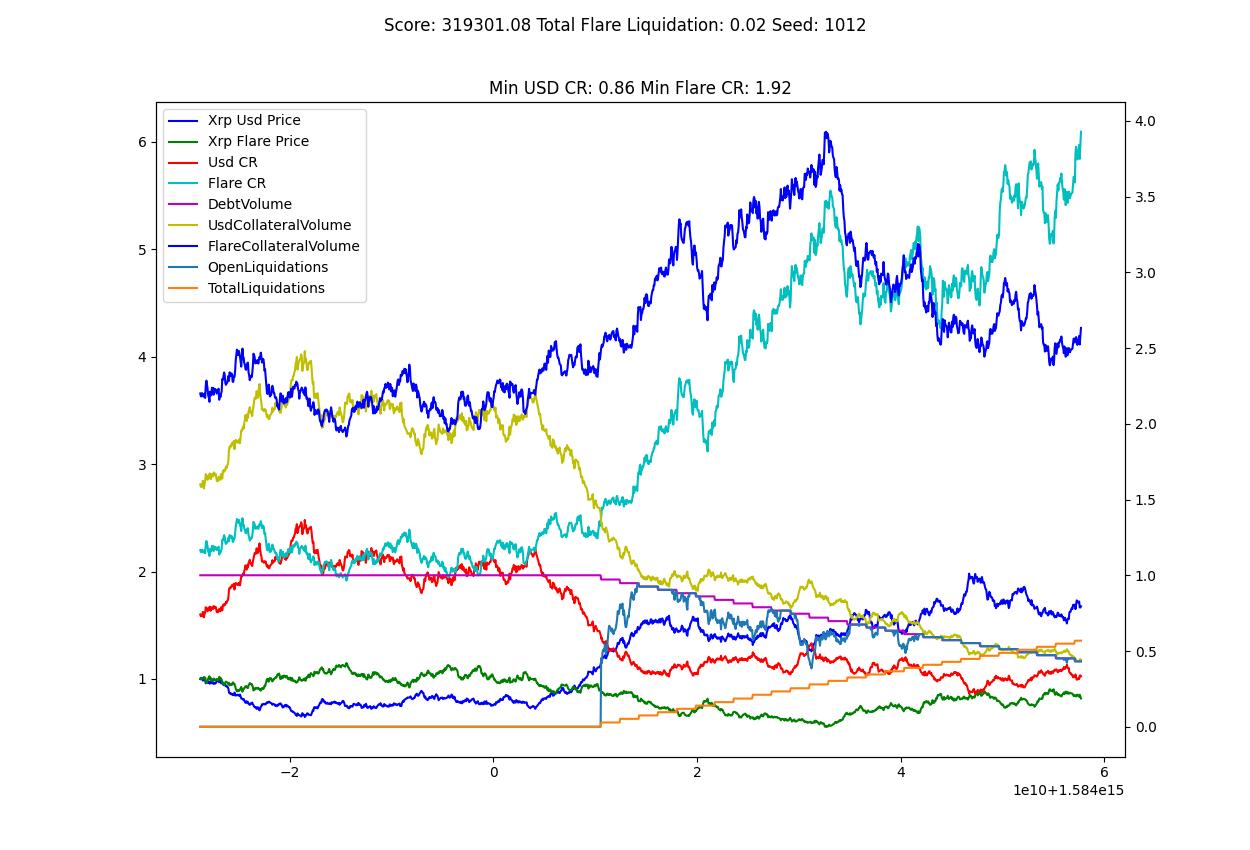 Score: 319301.08 Total Flare Liquidation: 0.02 Seed: 1012
Min USD CR: 0.86 Min Flare CR: 1.92
Xrp Usd Price
Xrp Flare Price
Usd CR
Flare CR
DebtVolume
UsdCollateralVolume
FlareCollateralVolume
OpenLiquidations
TotalLiquidations
6
5
4
3
2
1
4.0
3.5
3.0
2.5
2.0
1.5
1.0
0.5
0.0
−2 0 2 4 6
1e10+1.584e15